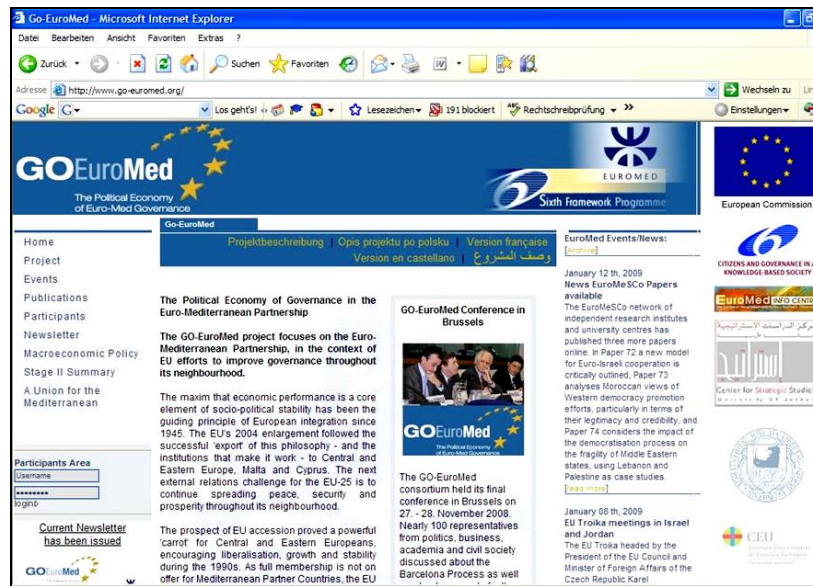 Go-EuroMed - Microsoft Internet Explorer
Datei Bearbeiten Ansicht Favoriten Extras ?
Zurück Suchen Favoriten
Adresse http://www.go-euromed.org/ Wechseln zu
Google G Los geht's! Lesezeichen 191 blockiert Rechtschreibprüfung » Einstellungen
GOEuroMed
The Political Economy
of Euro-Med Governance
EUROMED
6 Sixth Framework Programme
European Commission
CITIZENS AND GOVERNANCE IN A
KNOWLEDGE-BASED SOCIETY
EuroMed INFO CENTRE
مركز الدراسات الاستراتيجية
Center for Strategic Studies
University of Jordan
CEU
Go-EuroMed
Projektbeschreibung | Opis projektu po polsku | Version française
Version en castellano | وصف المشروع
Home
Project
Events
Publications
Participants
Newsletter
Macroeconomic Policy
Stage II Summary
A Union for the
Mediterranean
Participants Area
Username
login
Current Newsletter
has been issued
GOEuroMed
The Political Economy of Governance in the
Euro-Mediterranean Partnership
The GO-EuroMed project focuses on the Euro-
Mediterranean Partnership, in the context of
EU efforts to improve governance throughout
its neighbourhood.
The maxim that economic performance is a core
element of socio-political stability has been the
guiding principle of European integration since
1945. The EU's 2004 enlargement followed the
successful 'export' of this philosophy - and the
institutions that make it work - to Central and
Eastern Europe, Malta and Cyprus. The next
external relations challenge for the EU-25 is to
continue spreading peace, security and
prosperity throughout its neighbourhood.
The prospect of EU accession proved a powerful
'carrot' for Central and Eastern Europeans,
encouraging liberalisation, growth and stability
during the 1990s. As full membership is not on
offer for Mediterranean Partner Countries, the EU
GO-EuroMed Conference in
Brussels
GOEuroMed
The Political Economy
of Euro-Med Governance
The GO-EuroMed
consortium held its final
conference in Brussels on
27. - 28. November 2008.
Nearly 100 representatives
from politics, business,
academia and civil society
discussed about the
Barcelona Process as well
EuroMed Events/News:
[Archive]
January 12 th, 2009
News EuroMeSCo Papers
available
The EuroMeSCo network of
independent research institutes
and university centres has
published three more papers
online. In Paper 72 a new model
for Euro-Israeli cooperation is
critically outlined, Paper 73
analyses Moroccan views of
Western democracy promotion
efforts, particularly in terms of
their legitimacy and credibility, and
Paper 74 considers the impact of
the democratisation process on
the fragility of Middle Eastern
states, using Lebanon and
Palestine as case studies.
[read more]
January 08 th, 2009
EU Troika meetings in Israel
and Jordan
The EU Troika headed by the
President of the EU Council and
Minister of Foreign Affairs of the
Czech Republic Karel